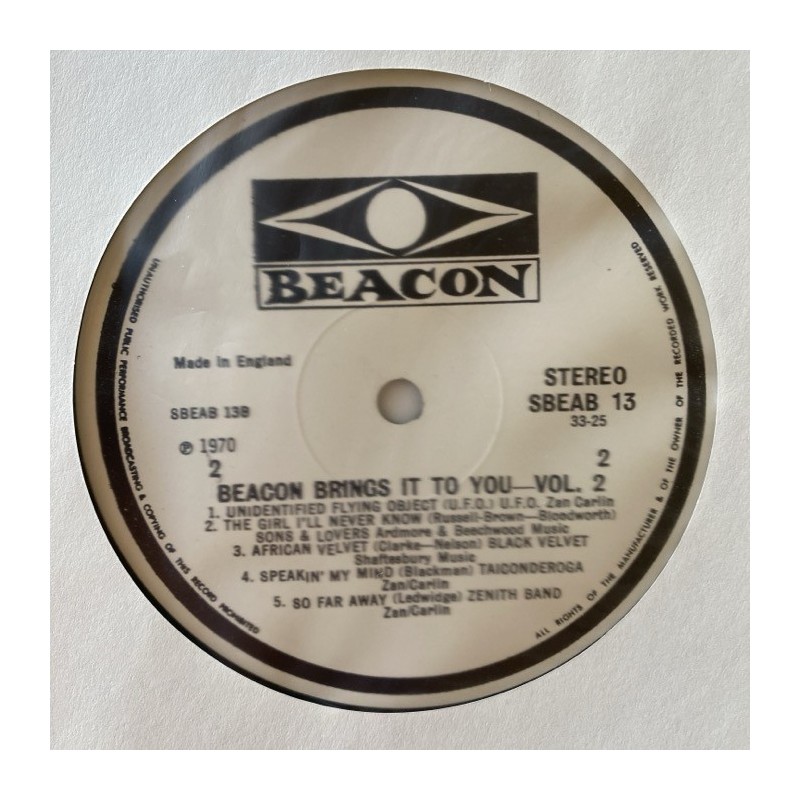 BEACON
Made in England
STEREO
SBEAB 13B
SBEAB 13
33-25
℗ 1970
2
2
BEACON BRINGS IT TO YOU—VOL. 2
1. UNIDENTIFIED FLYING OBJECT (U.F.O.) U.F.O. Zan Carlin
2. THE GIRL I'LL NEVER KNOW (Russell-Brown—Bloodworth)
SONS & LOVERS Ardmore & Beechwood Music
3. AFRICAN VELVET (Clarke—Nelson) BLACK VELVET
Shaftesbury Music
4. SPEAKIN' MY MIND (Blackman) TAICONDEROGA
Zan/Carlin
5. SO FAR AWAY (Ledwidge) ZENITH BAND
Zan/Carlin
UNAUTHORISED PUBLIC PERFORMANCE BROADCASTING & COPYING OF THIS RECORD PROHIBITED
ALL RIGHTS OF THE MANUFACTURER & OF THE OWNER OF THE RECORDED WORK RESERVED